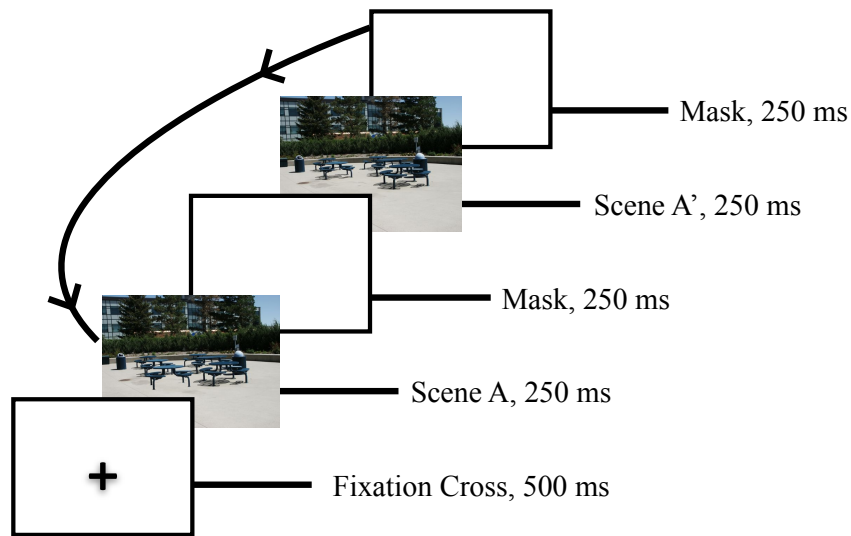 Mask, 250 ms
Scene A’, 250 ms
Mask, 250 ms
Scene A, 250 ms
Fixation Cross, 500 ms